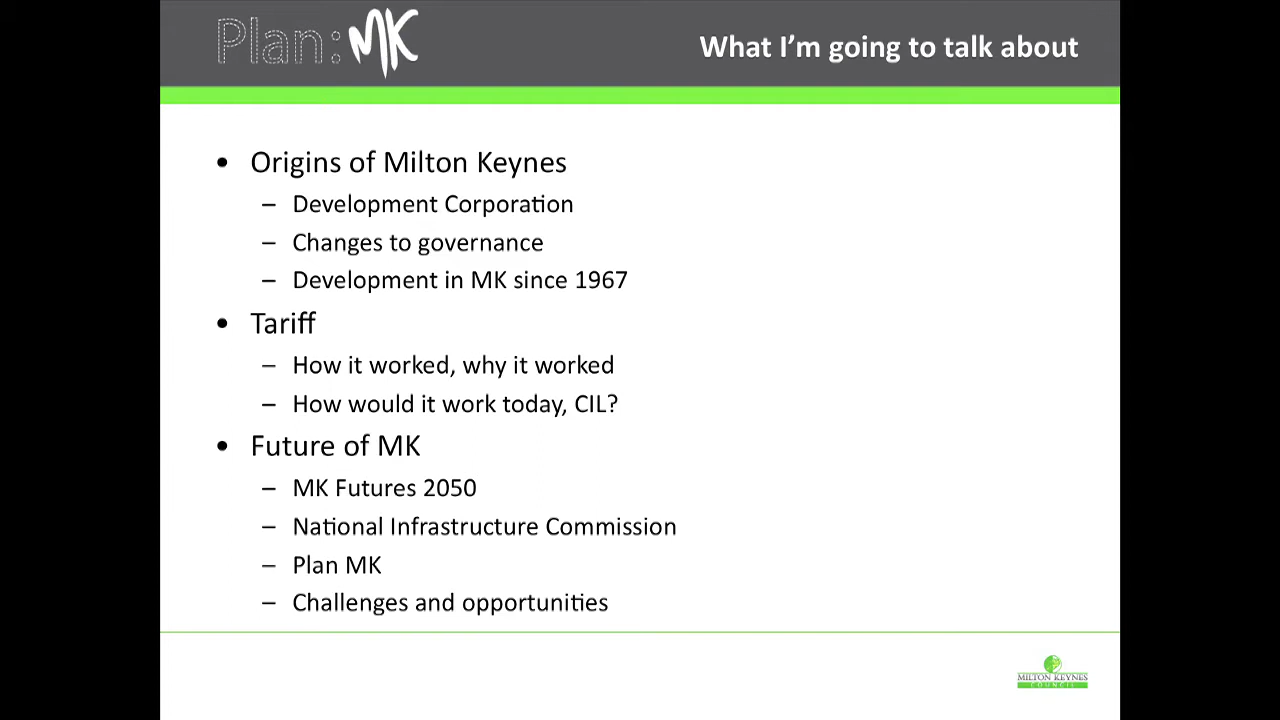 Plan:MK
What I'm going to talk about
• Origins of Milton Keynes
– Development Corporation
– Changes to governance
– Development in MK since 1967
• Tariff
– How it worked, why it worked
– How would it work today, CIL?
• Future of MK
– MK Futures 2050
– National Infrastructure Commission
– Plan MK
– Challenges and opportunities
MILTON KEYNES
COUNCIL